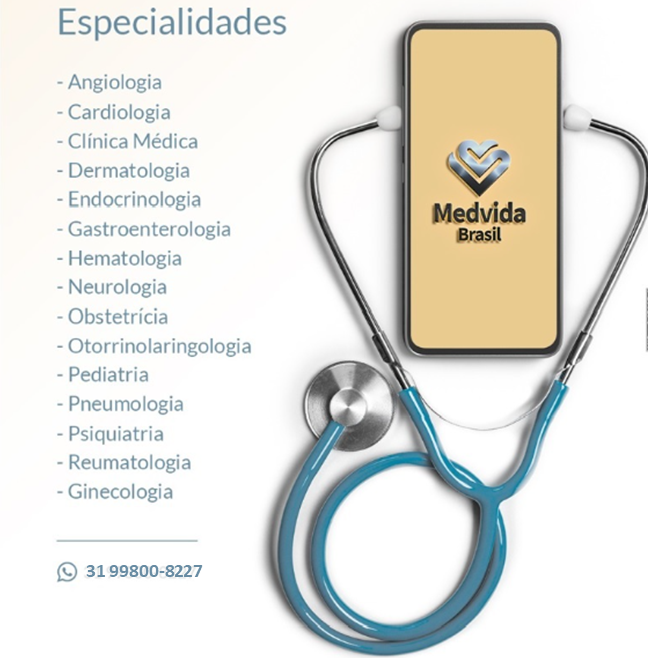 Especialidades
- Angiologia
- Cardiologia
- Clínica Médica
- Dermatologia
- Endocrinologia
- Gastroenterologia
- Hematologia
- Neurologia
- Obstetrícia
- Otorrinolaringologia
- Pediatria
- Pneumologia
- Psiquiatria
- Reumatologia
- Ginecologia
31 99800-8227
Medvida
Brasil